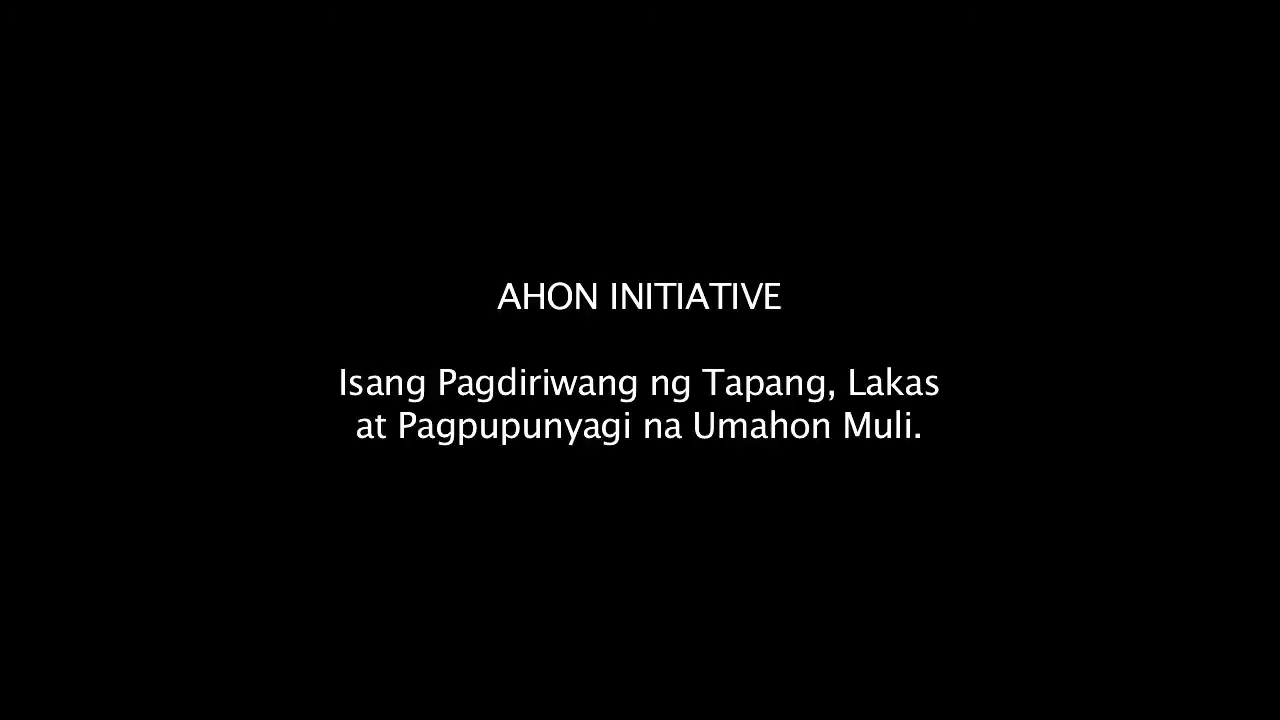 AHON INITIATIVE
Isang Pagdiriwang ng Tapang, Lakas
at Pagpupunyagi na Umahon Muli.